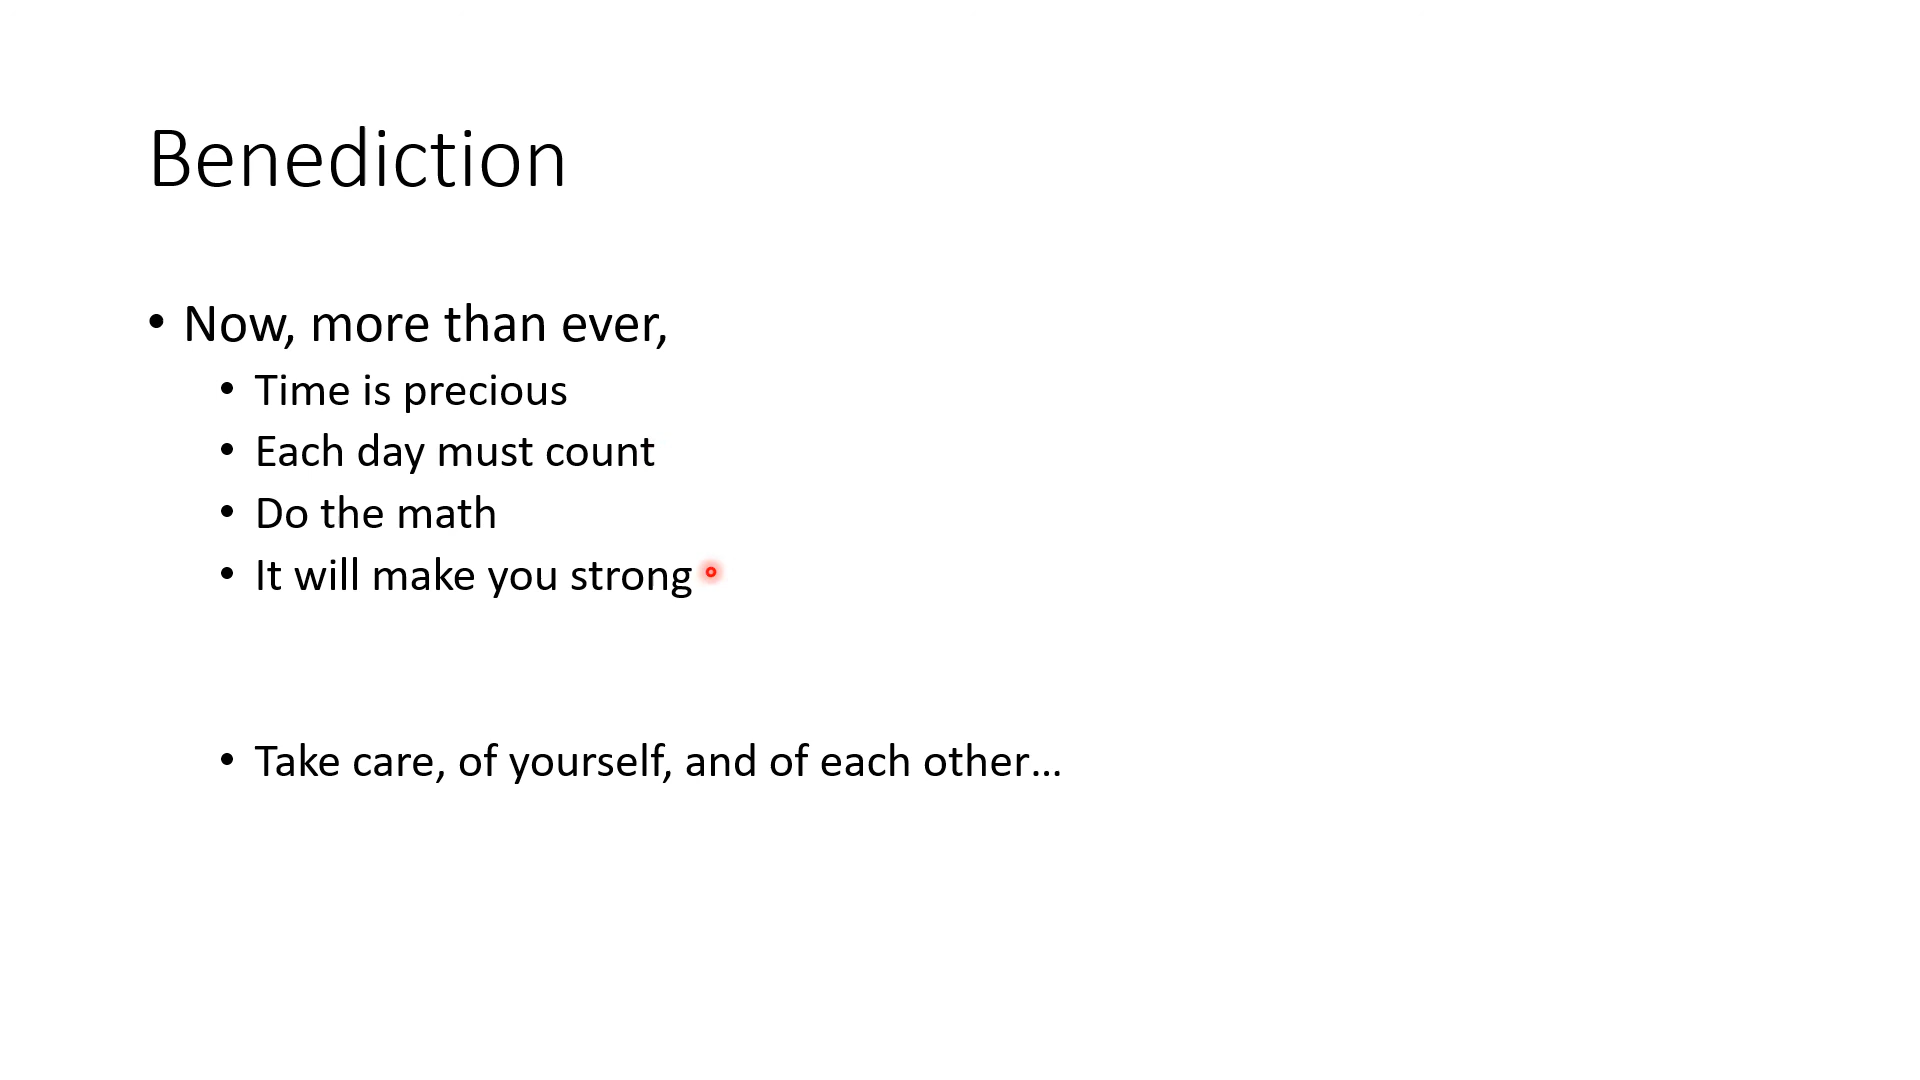 Benediction
• Now, more than ever,
• Time is precious
• Each day must count
• Do the math
• It will make you strong
• Take care, of yourself, and of each other…